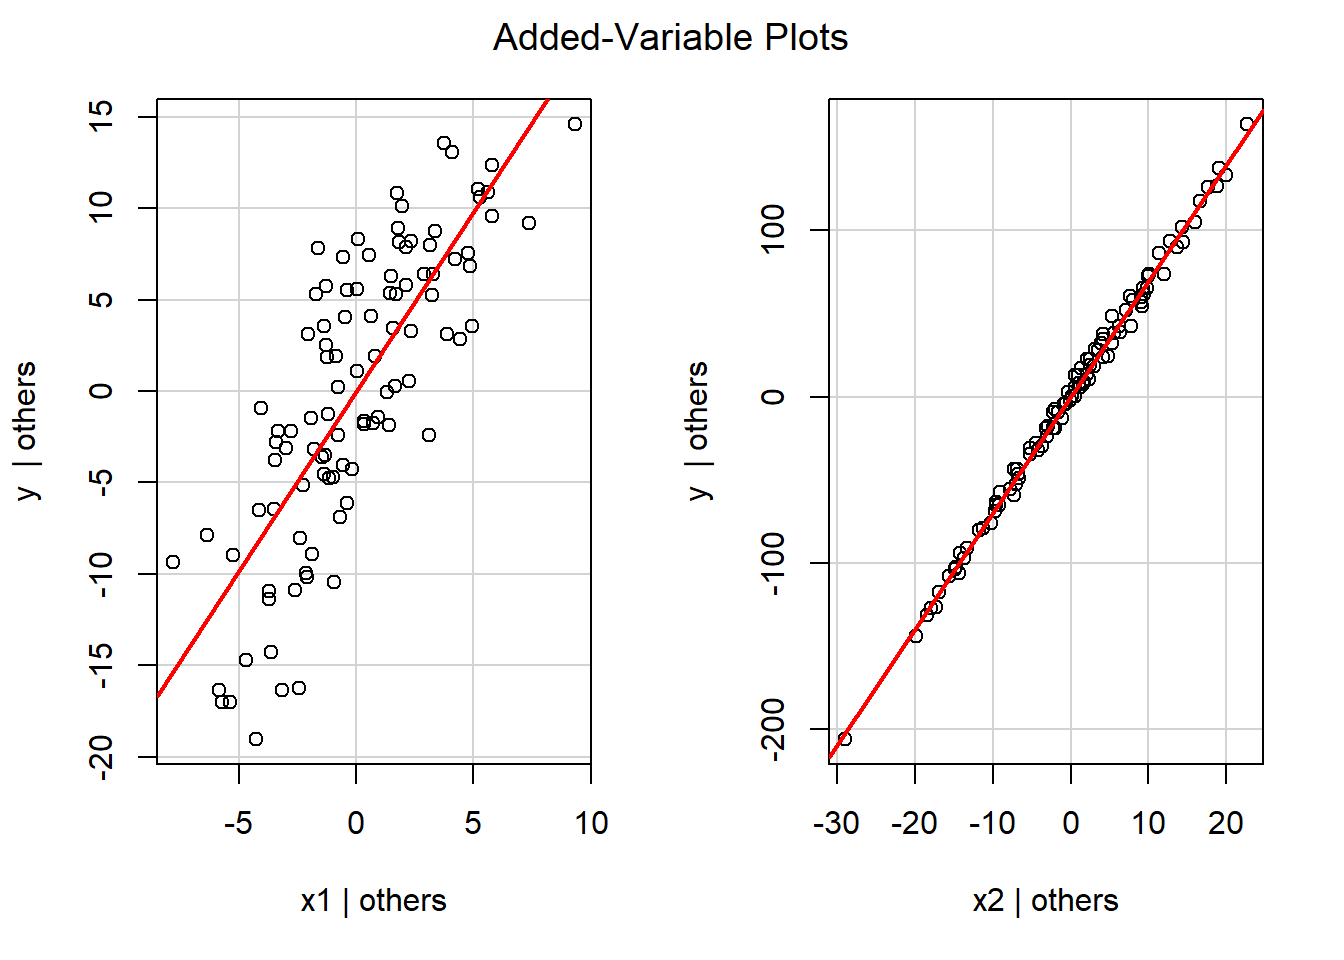 Added-Variable Plots
y | others
15
10
5
0
-5
-10
-15
-20
-5 0 5 10
x1 | others
y | others
100
0
-100
-200
-30 -20 -10 0 10 20
x2 | others